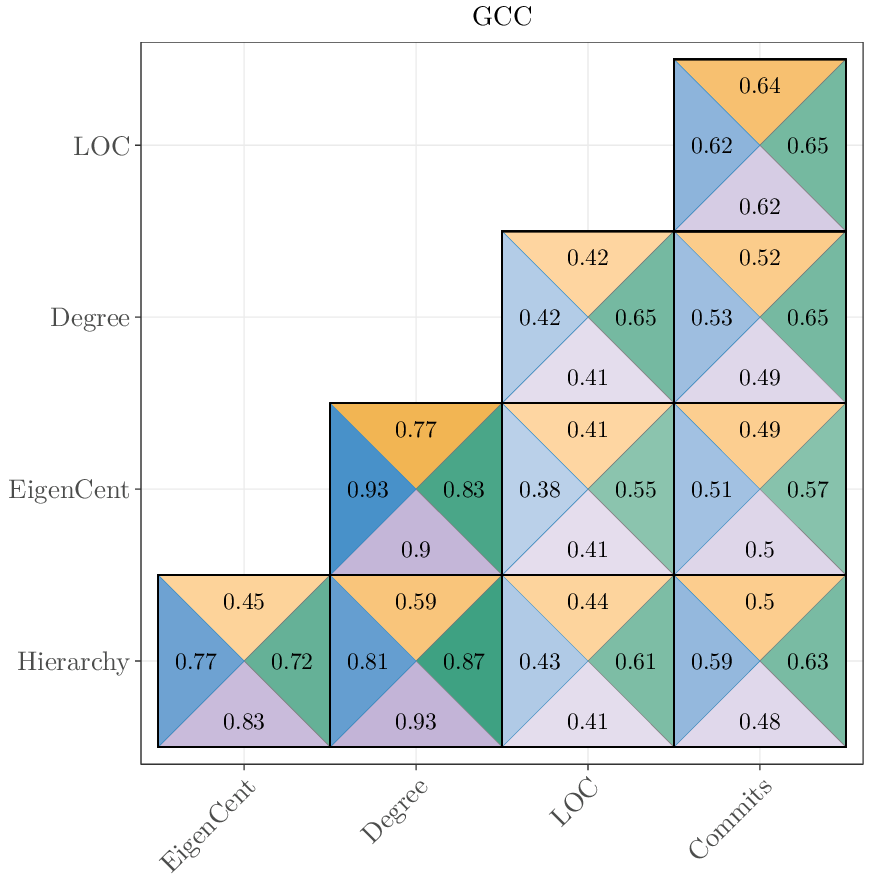 GCC
0.64
LOC 0.62 0.65
0.62
0.42 0.52
Degree 0.42 0.65 0.53 0.65
0.41 0.49
0.77 0.41 0.49
EigenCent 0.93 0.83 0.38 0.55 0.51 0.57
0.9 0.41 0.5
0.45 0.59 0.44 0.5
Hierarchy 0.77 0.72 0.81 0.87 0.43 0.61 0.59 0.63
0.83 0.93 0.41 0.48
EigenCent Degree LOC Commits